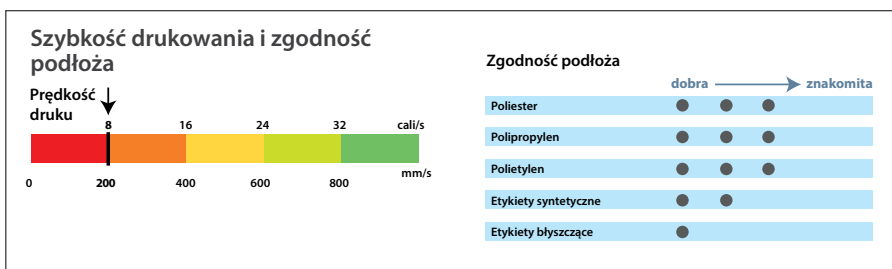 Szybkość drukowania i zgodność
podłoża
Prędkość
druku
8 16 24 32 cali/s
0 200 400 600 800 mm/s
Zgodność podłoża
dobra znakomita
Poliester
Polipropylen
Polietylen
Etykiety syntetyczne
Etykiety błyszczące